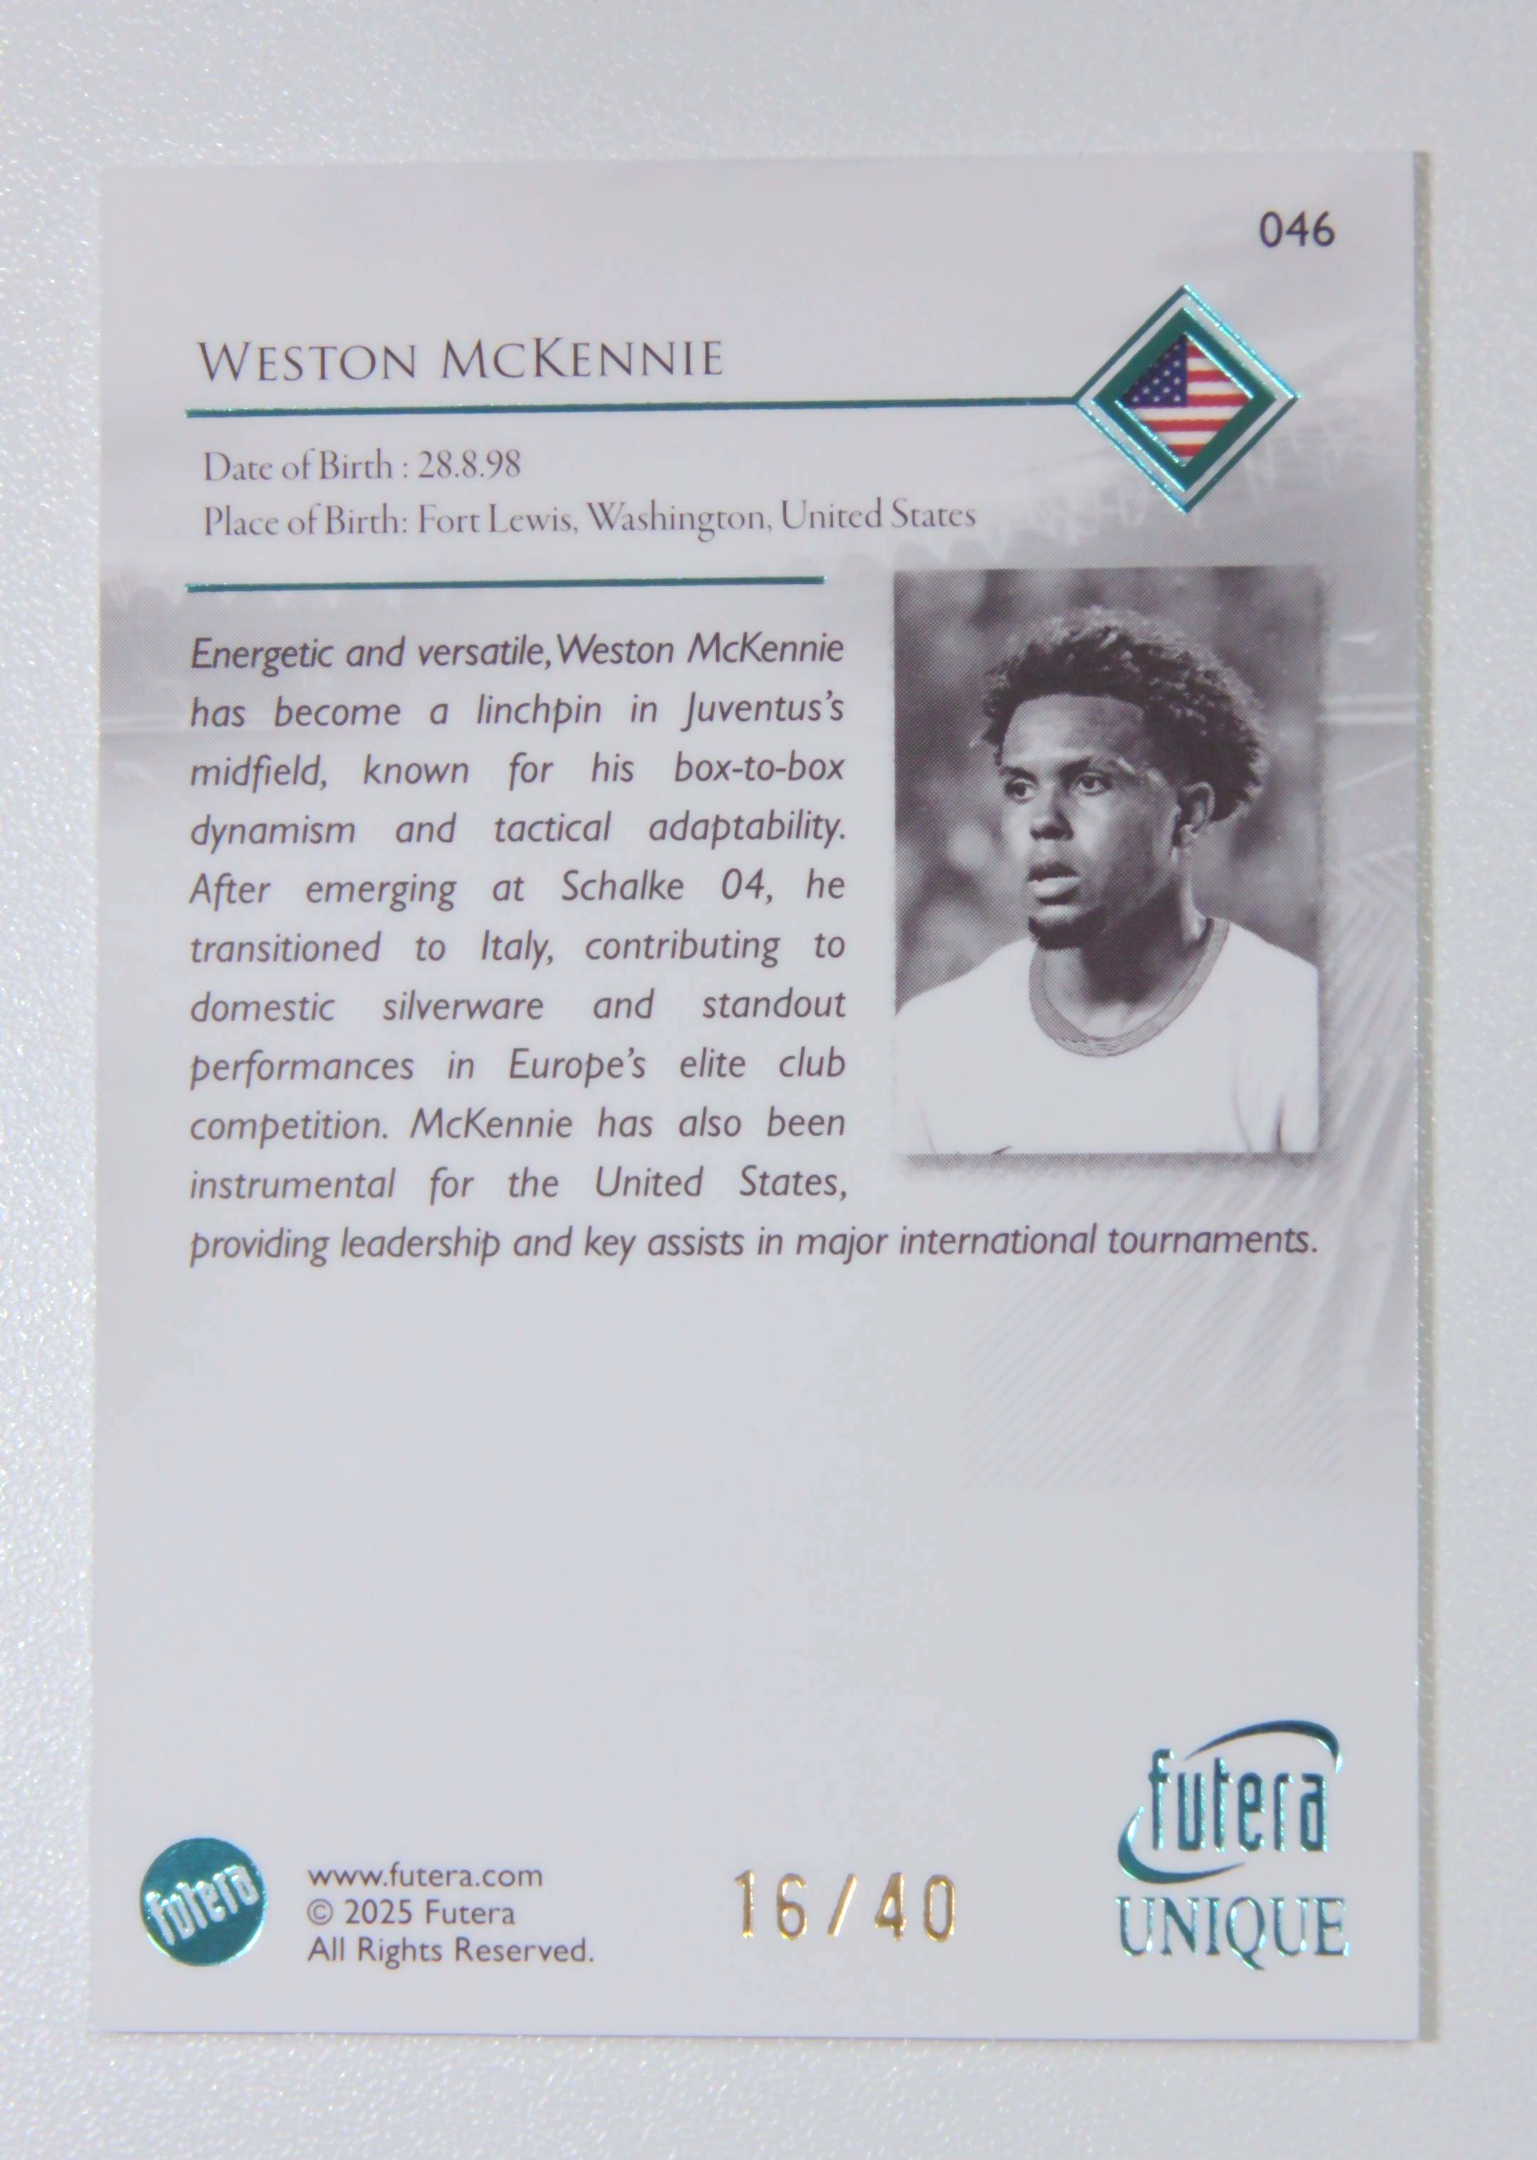 046
WESTON MCKENNIE
Date of Birth : 28.8.98
Place of Birth: Fort Lewis, Washington, United States
Energetic and versatile, Weston McKennie
has become a linchpin in Juventus's
midfield, known for his box-to-box
dynamism and tactical adaptability.
After emerging at Schalke 04, he
transitioned to Italy, contributing to
domestic silverware and standout
performances in Europe's elite club
competition. McKennie has also been
instrumental for the United States,
providing leadership and key assists in major international tournaments.
futera
www.futera.com
© 2025 Futera
All Rights Reserved.
16/40
futera
UNIQUE